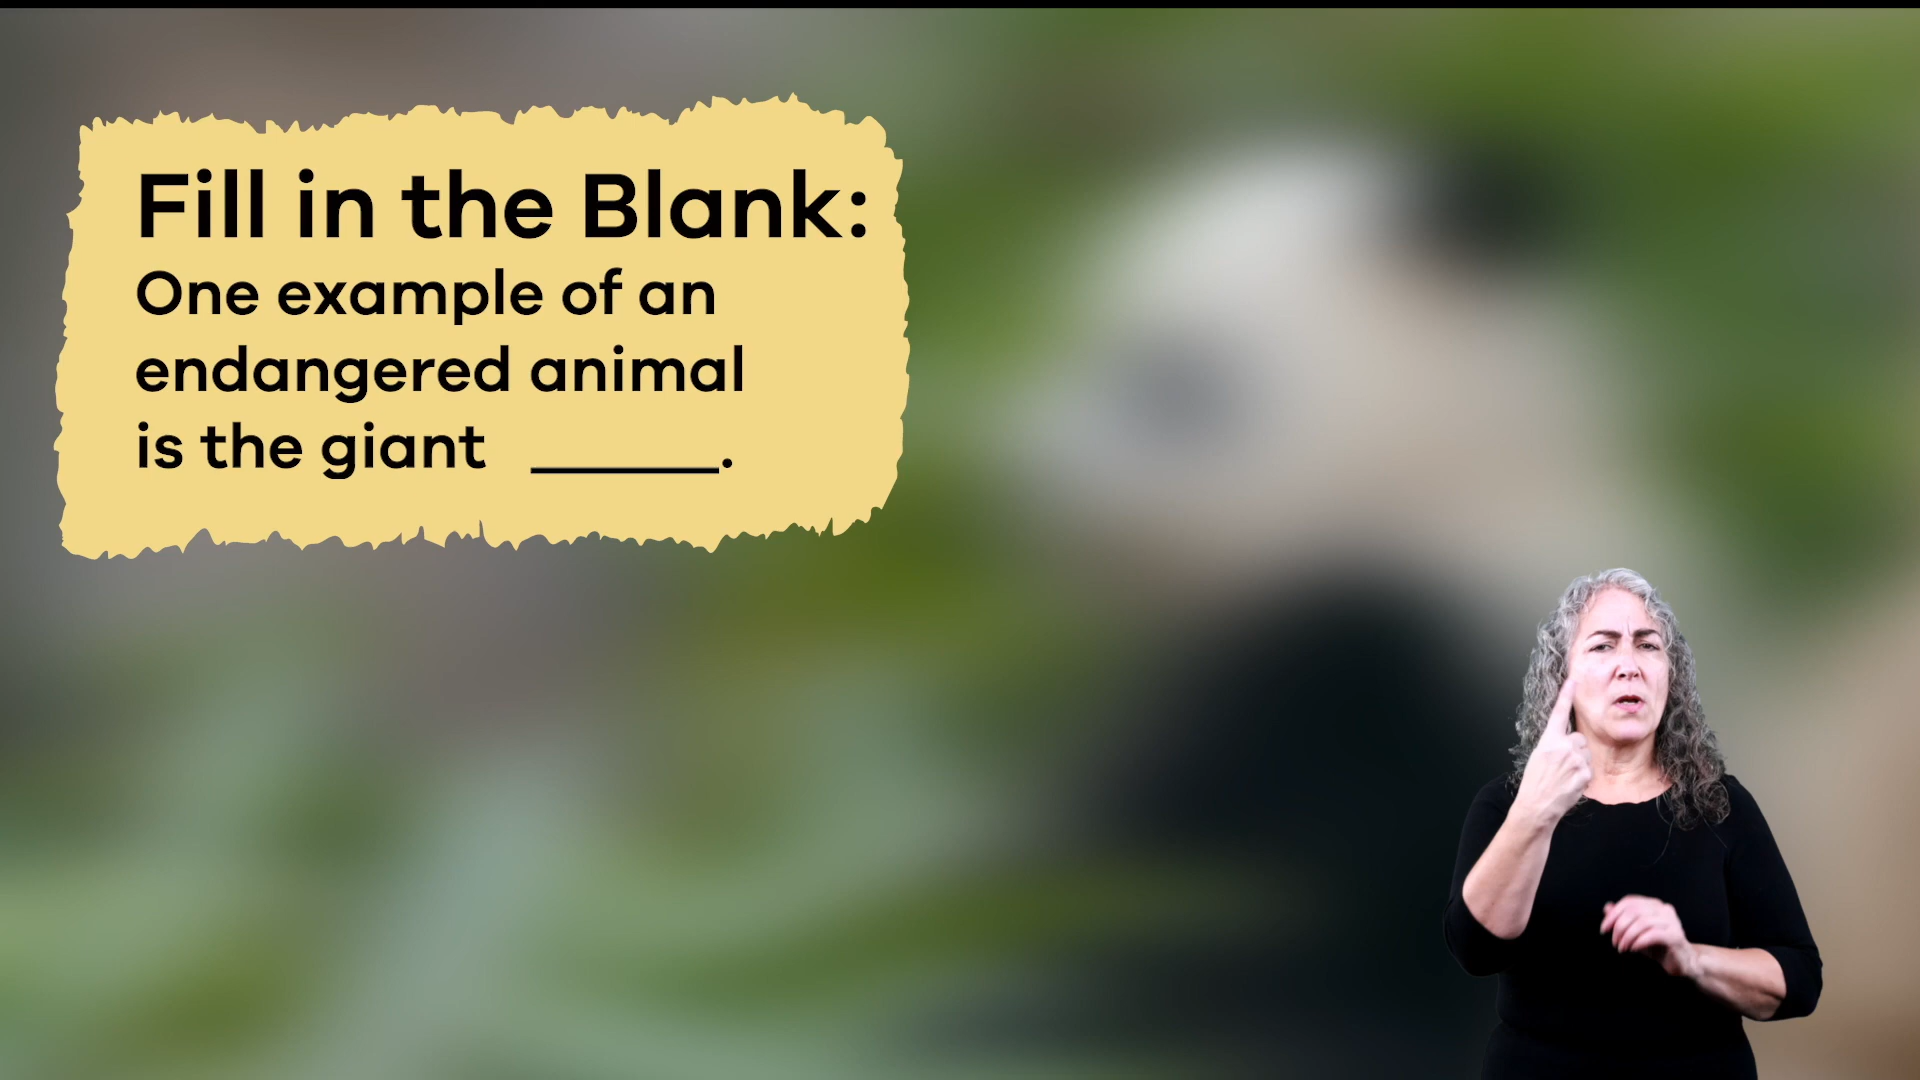 Fill in the Blank:
One example of an
endangered animal
is the giant ______.